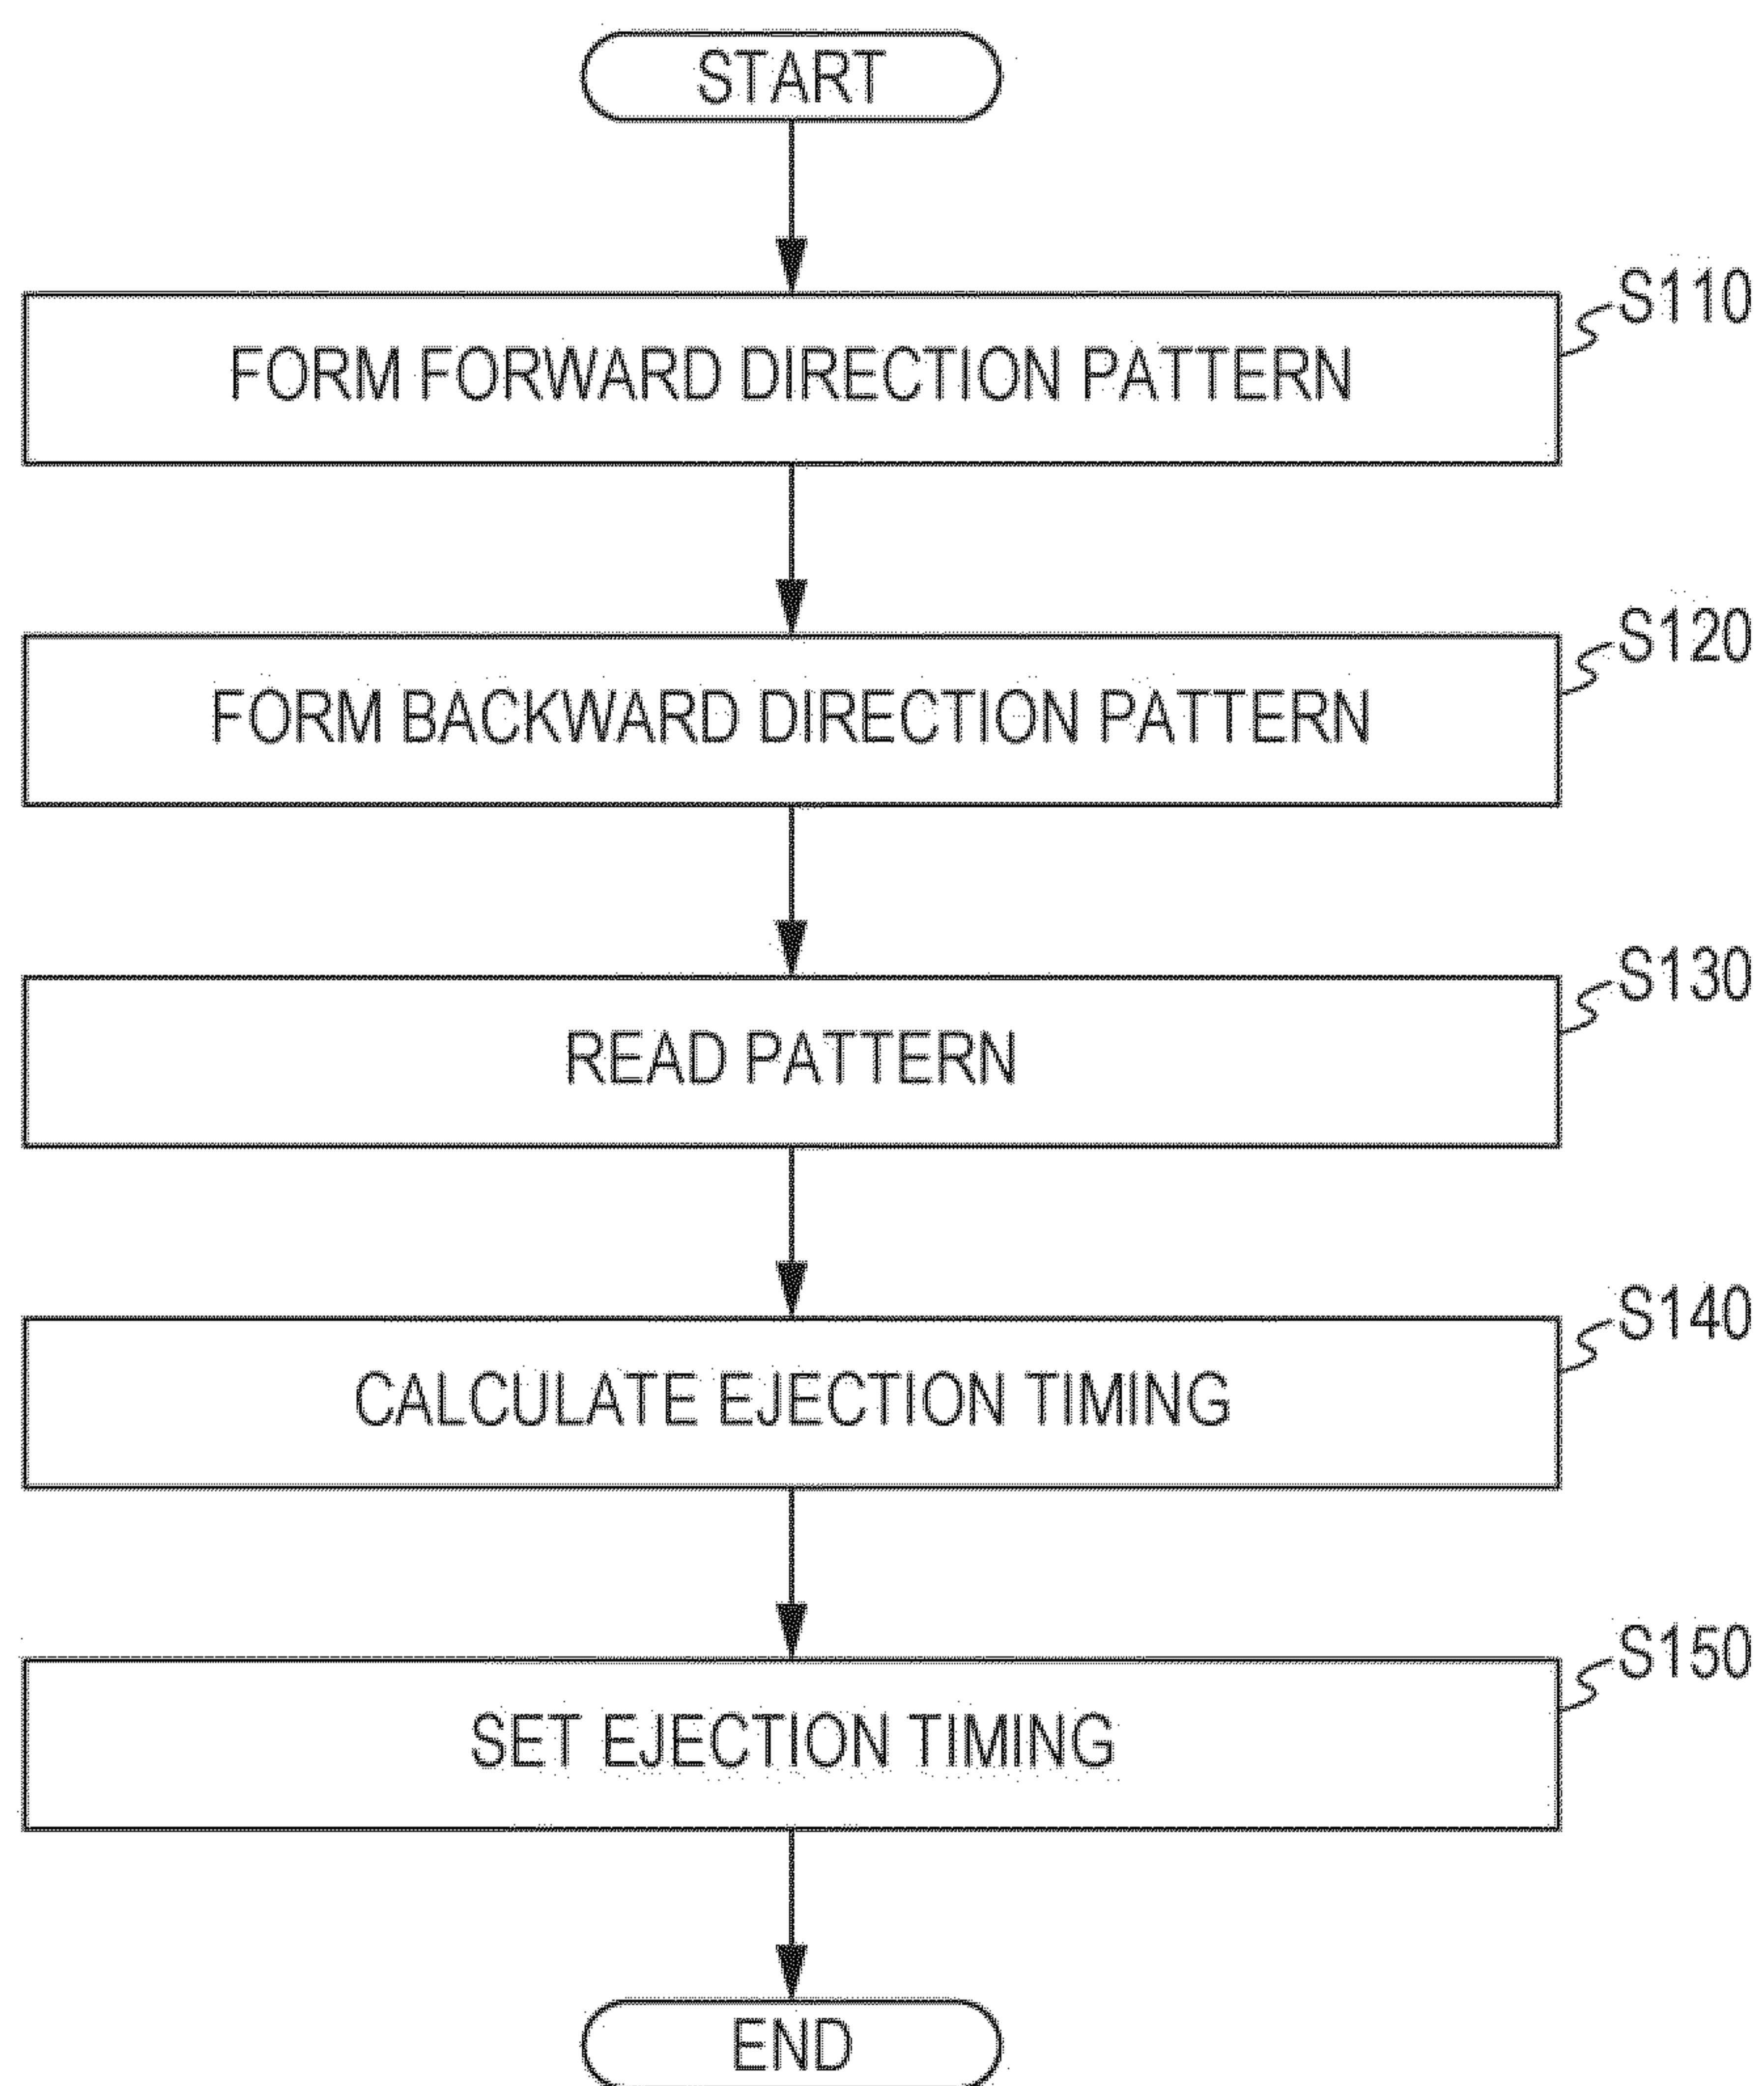 START
S110
FORM FORWARD DIRECTION PATTERN
S120
FORM BACKWARD DIRECTION PATTERN
S130
READ PATTERN
S140
CALCULATE EJECTION TIMING
S150
SET EJECTION TIMING
END